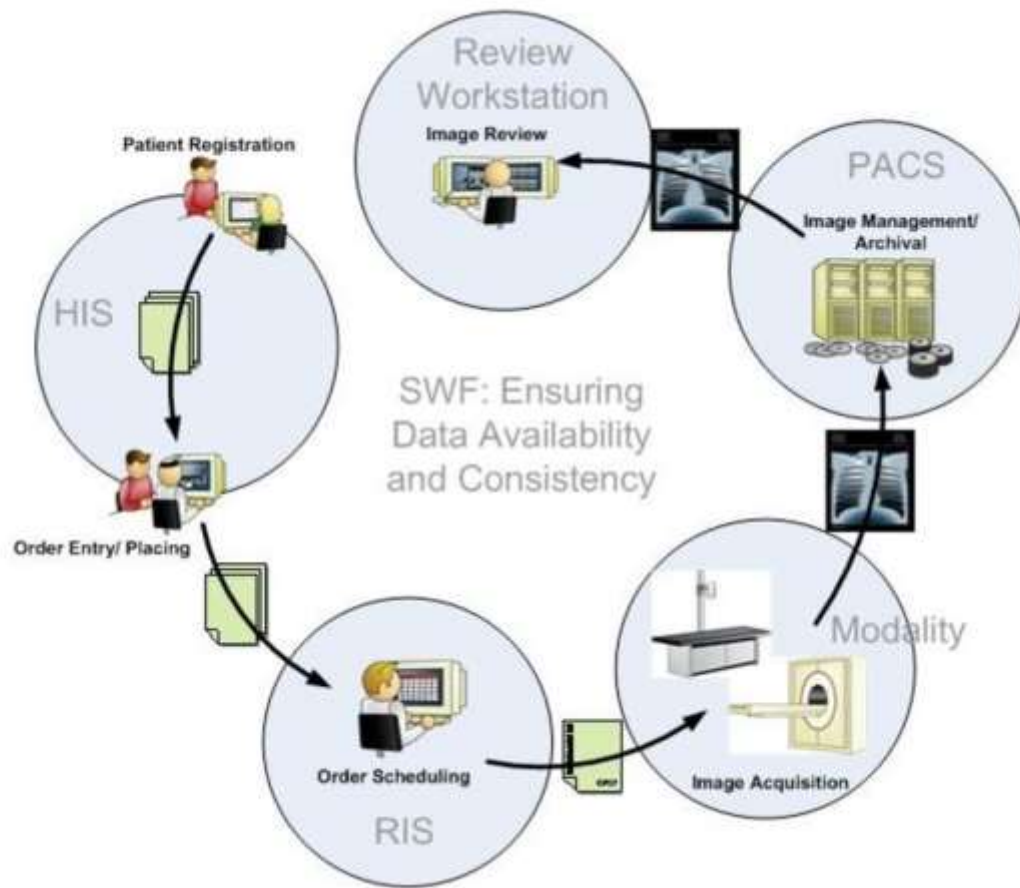 Review
Workstation
Image Review
Patient Registration
PACS
Image Management/
Archival
HIS
SWF: Ensuring
Data Availability
and Consistency
Order Entry/ Placing
Modality
Image Acquisition
Order Scheduling
RIS